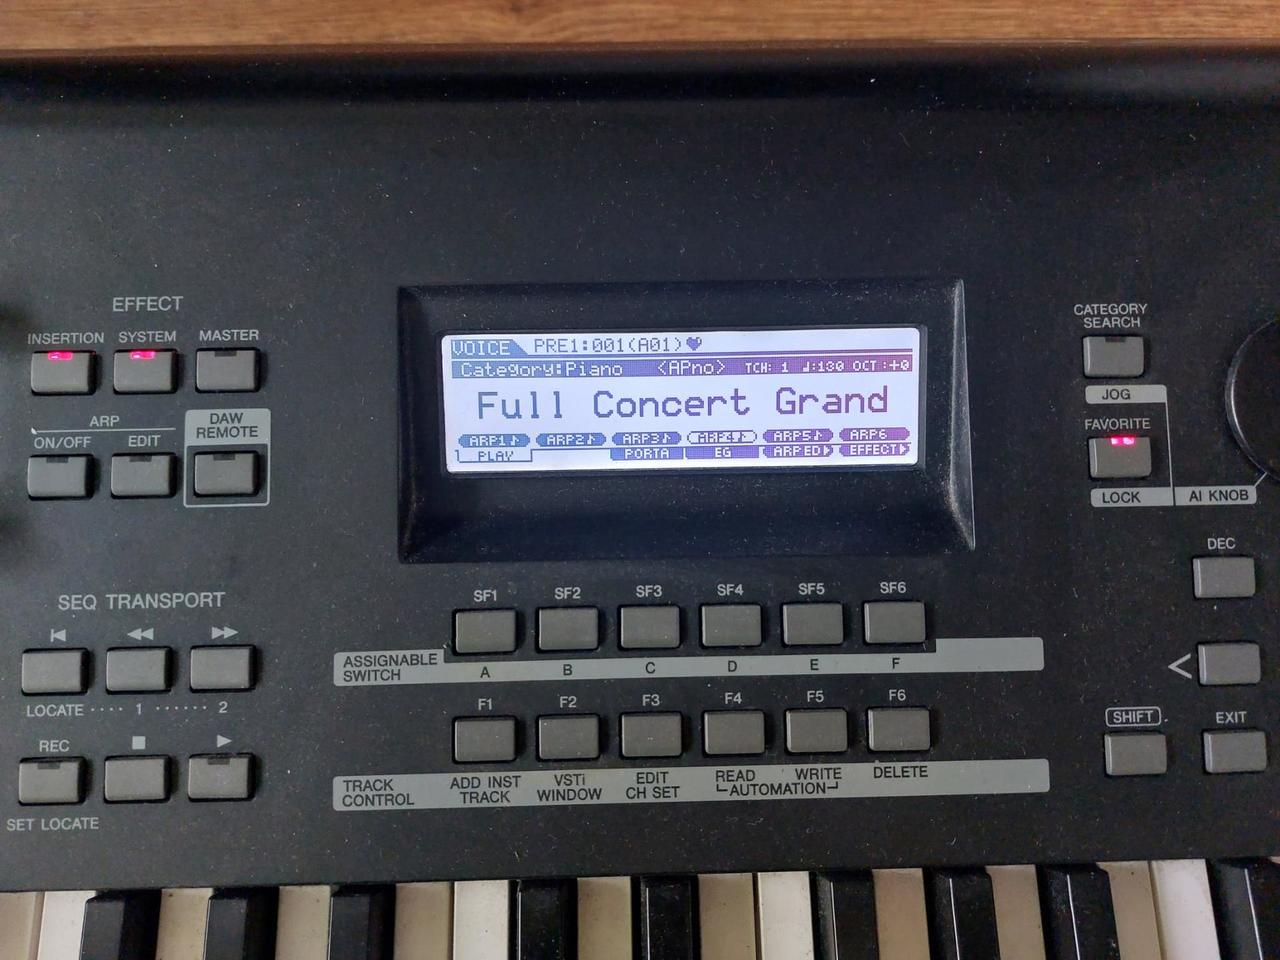 EFFECT
INSERTION SYSTEM MASTER
ARP
ON/OFF EDIT
DAW
REMOTE
VOICE PRE1:001(A01)♥
Category:Piano <APno> TCH: 1 ♩:130 OCT:+0
Full Concert Grand
ARP1♪ ARP2♪ ARP3♪ ARP4♪ ARP5♪ ARP6
PLAY PORTA EG ARP ED EFFECT
CATEGORY
SEARCH
JOG
FAVORITE
LOCK AI KNOB
DEC
<
SHIFT EXIT
SEQ TRANSPORT
LOCATE ···· 1 ······ 2
REC
SET LOCATE
SF1 SF2 SF3 SF4 SF5 SF6
ASSIGNABLE
SWITCH
A B C D E F
F1 F2 F3 F4 F5 F6
TRACK
CONTROL
ADD INST
TRACK
VSTi
WINDOW
EDIT
CH SET
READ WRITE
AUTOMATION
DELETE